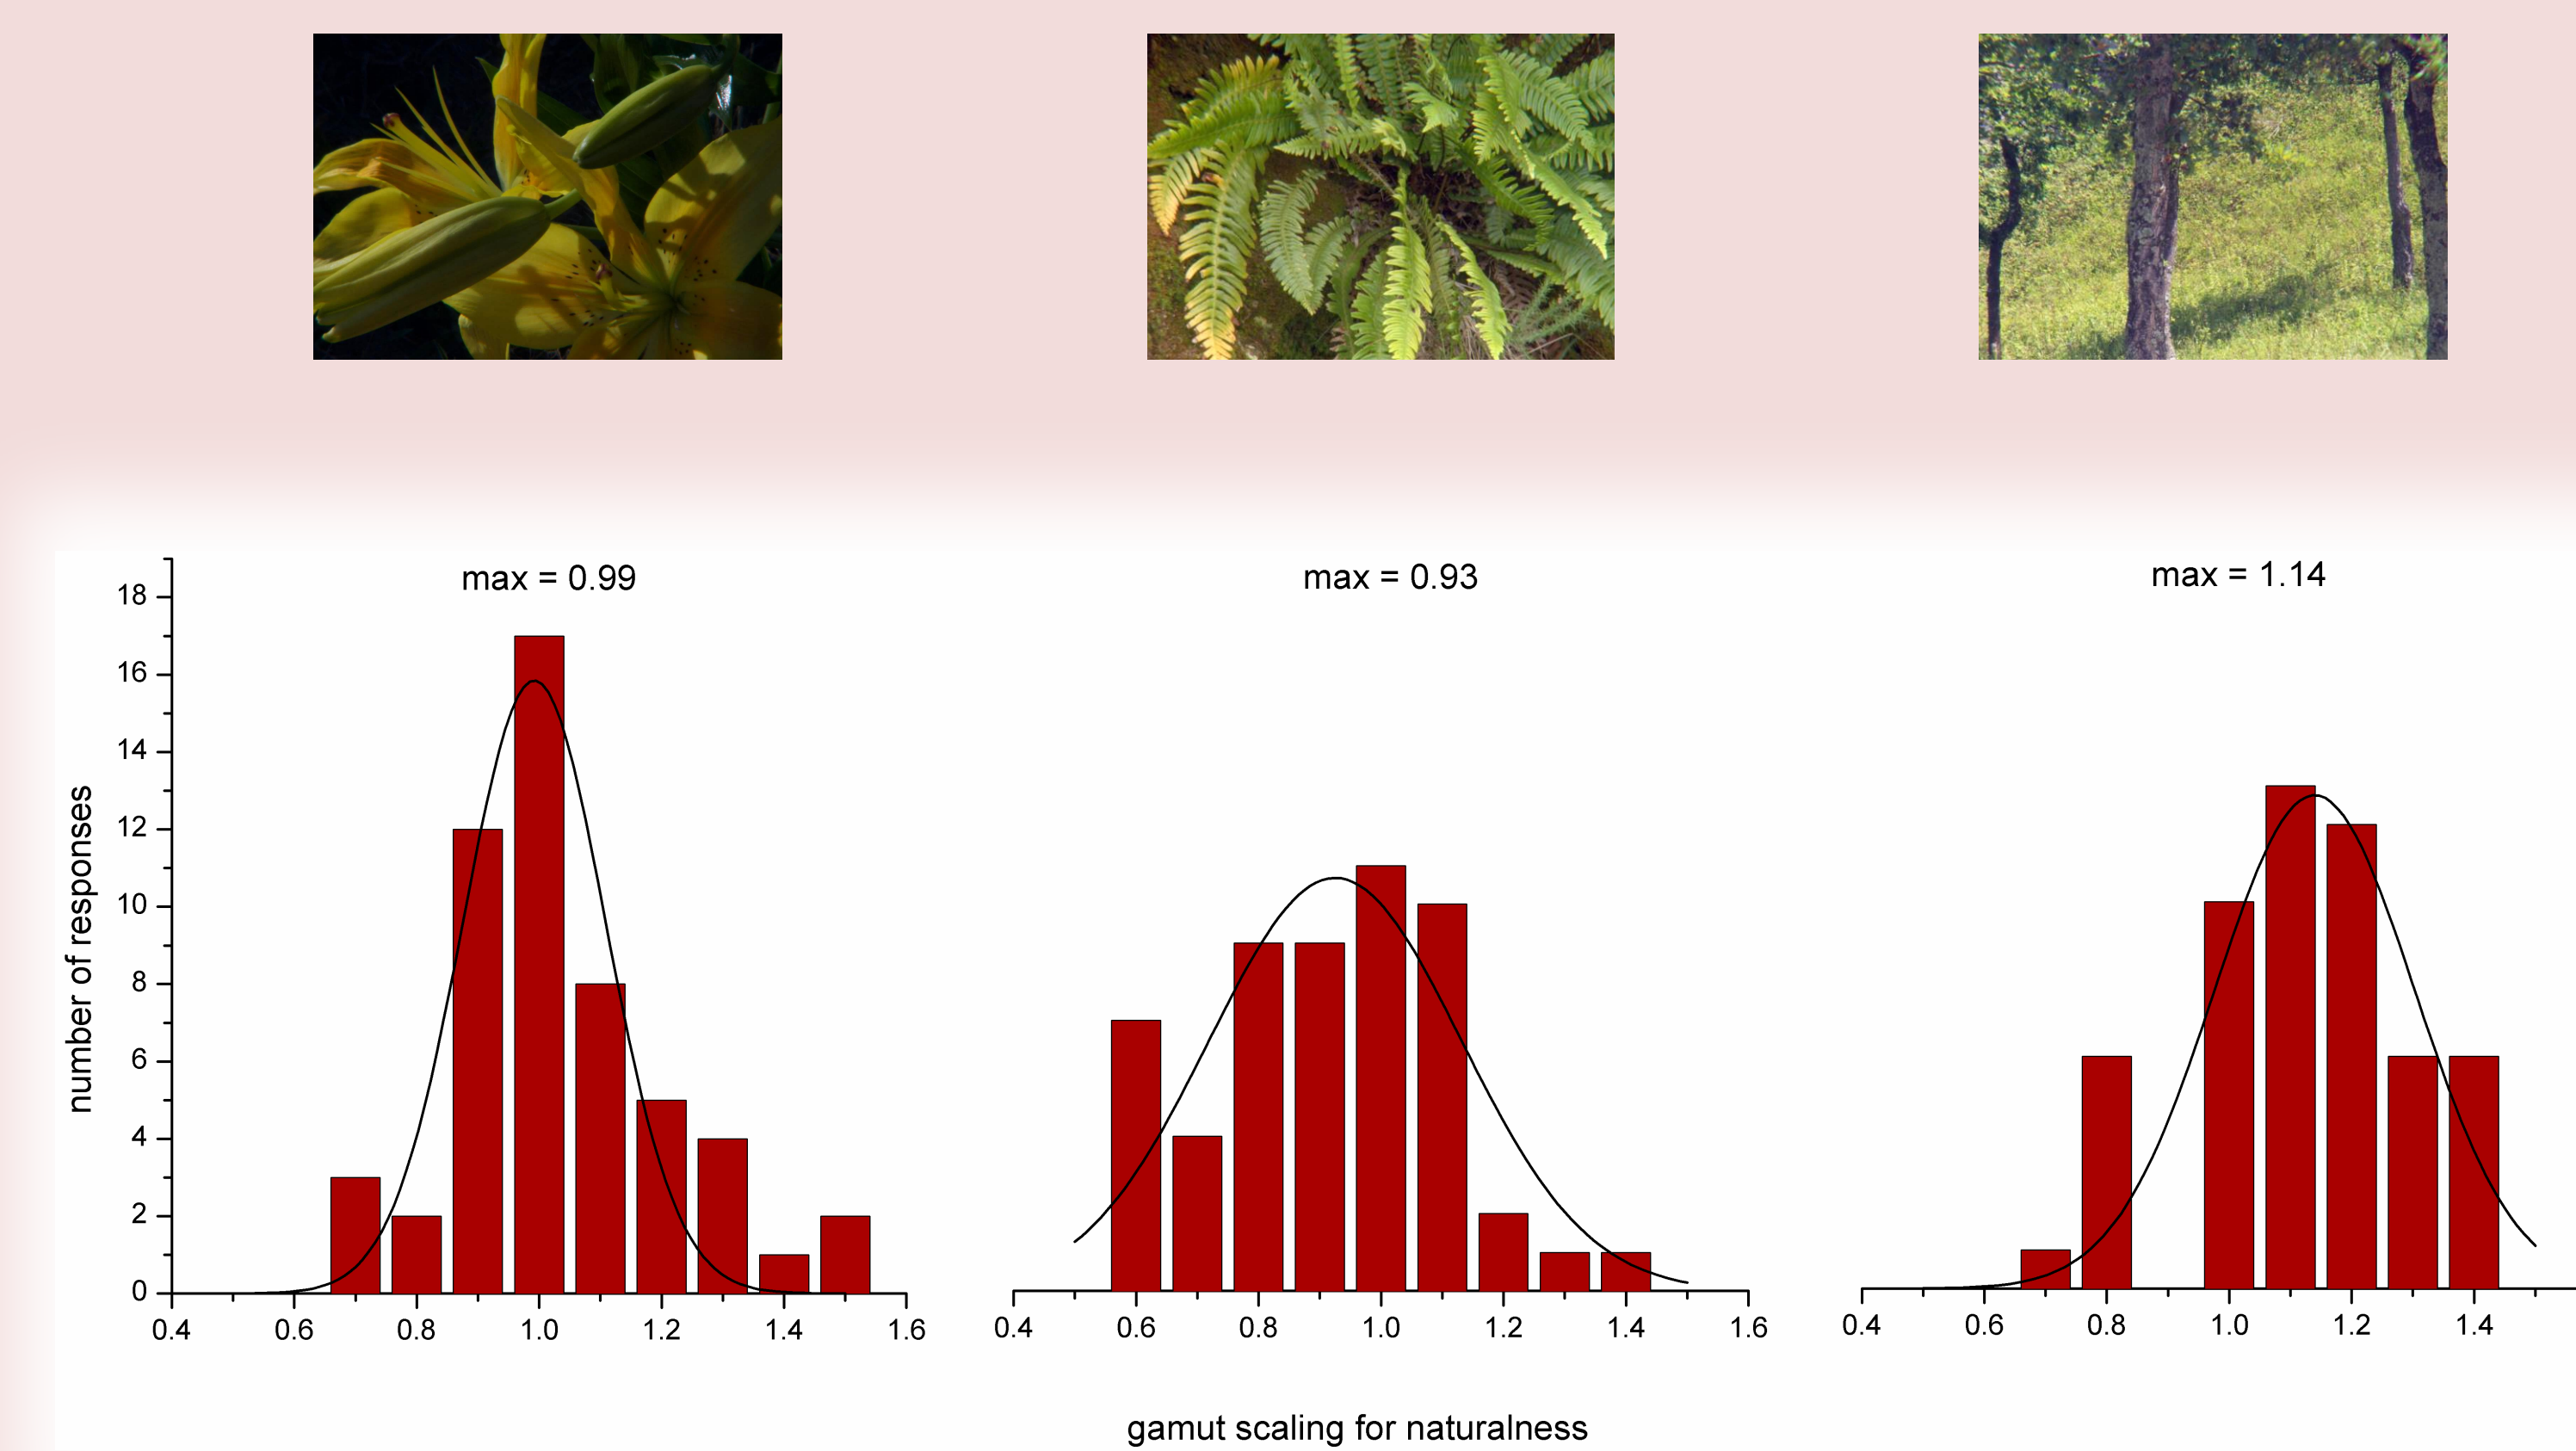 max = 0.99
max = 0.93
max = 1.14
number of responses
18
16
14
12
10
8
6
4
2
0
0.4 0.6 0.8 1.0 1.2 1.4 1.6
0.4 0.6 0.8 1.0 1.2 1.4 1.6
0.4 0.6 0.8 1.0 1.2 1.4
gamut scaling for naturalness